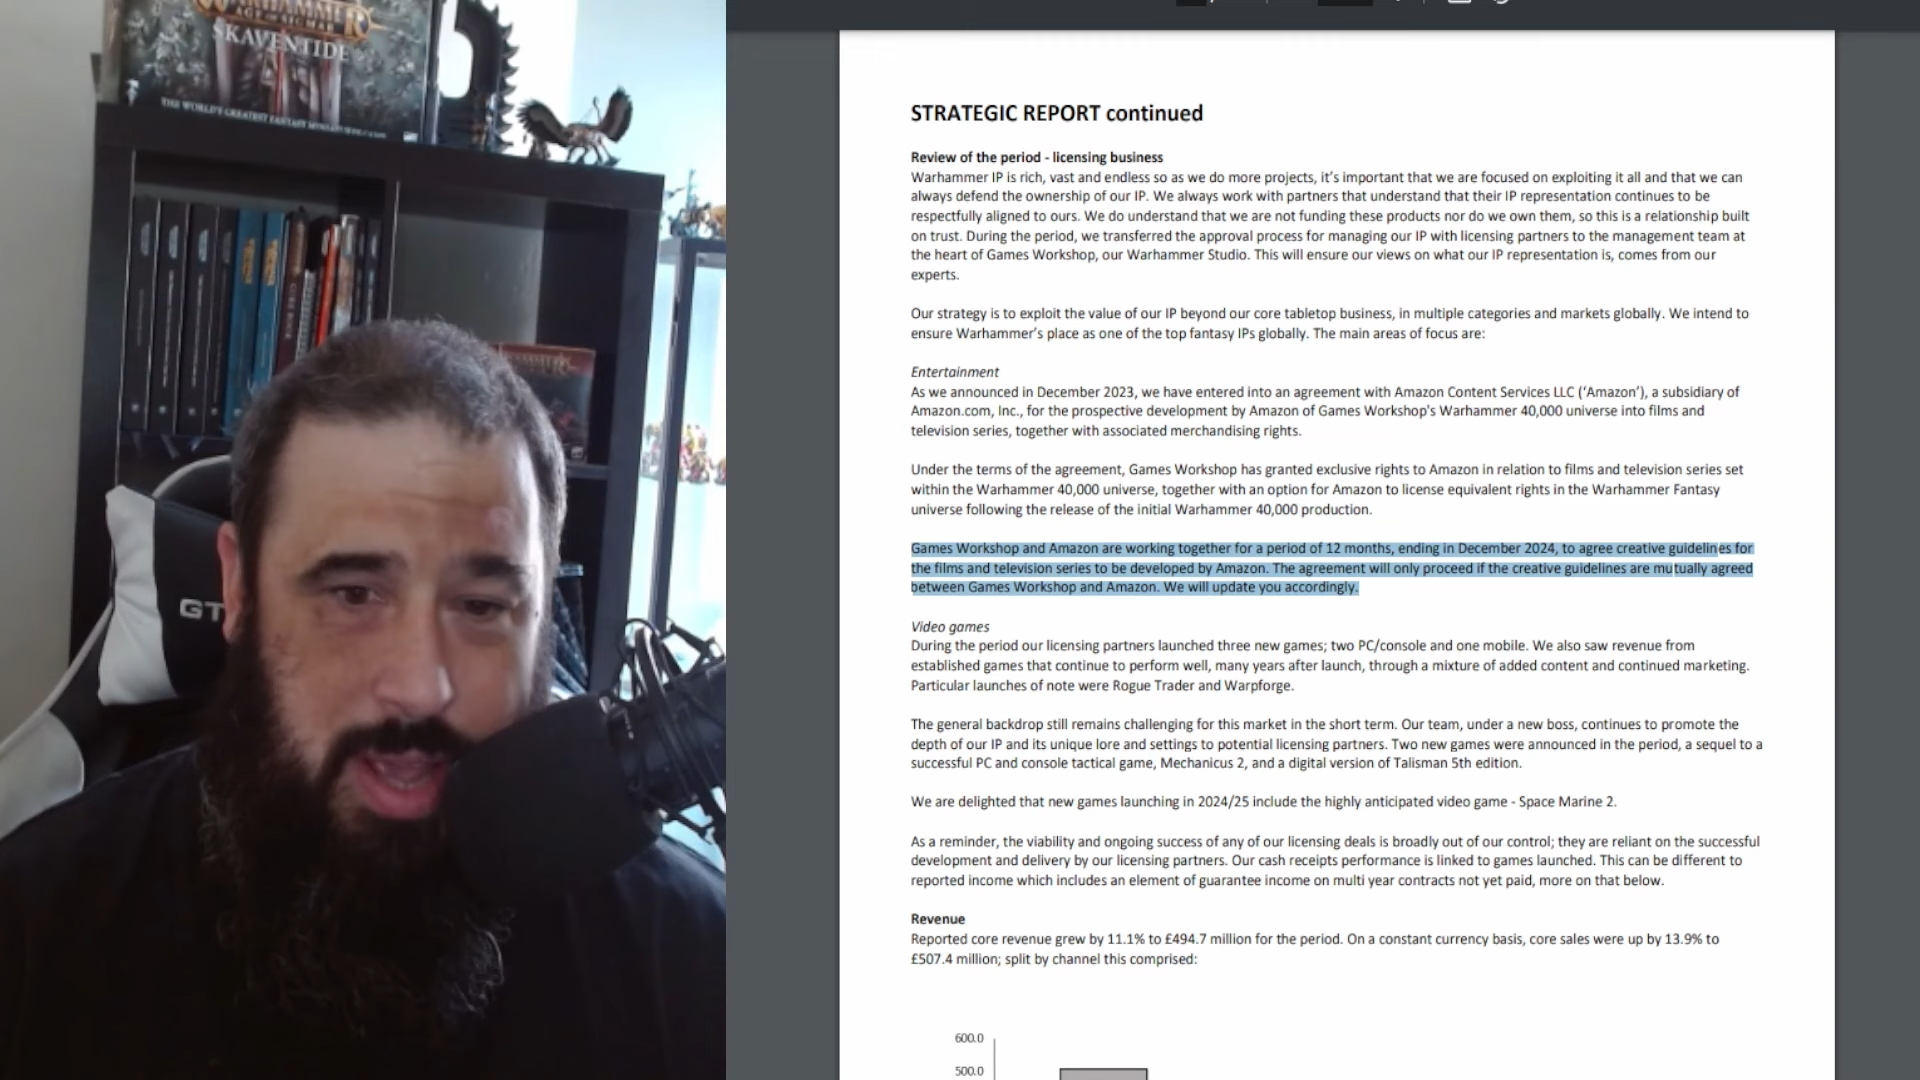 WARHAMMER
SKAVENTIDE
GT
STRATEGIC REPORT continued
Review of the period - licensing business
Warhammer IP is rich, vast and endless so as we do more projects, it’s important that we are focused on exploiting it all and that we can
always defend the ownership of our IP. We always work with partners that understand that their IP representation continues to be
respectfully aligned to ours. We do understand that we are not funding these products nor do we own them, so this is a relationship built
on trust. During the period, we transferred the approval process for managing our IP with licensing partners to the management team at
the heart of Games Workshop, our Warhammer Studio. This will ensure our views on what our IP representation is, comes from our
experts.
Our strategy is to exploit the value of our IP beyond our core tabletop business, in multiple categories and markets globally. We intend to
ensure Warhammer’s place as one of the top fantasy IPs globally. The main areas of focus are:
Entertainment
As we announced in December 2023, we have entered into an agreement with Amazon Content Services LLC (‘Amazon’), a subsidiary of
Amazon.com, Inc., for the prospective development by Amazon of Games Workshop's Warhammer 40,000 universe into films and
television series, together with associated merchandising rights.
Under the terms of the agreement, Games Workshop has granted exclusive rights to Amazon in relation to films and television series set
within the Warhammer 40,000 universe, together with an option for Amazon to license equivalent rights in the Warhammer Fantasy
universe following the release of the initial Warhammer 40,000 production.
Games Workshop and Amazon are working together for a period of 12 months, ending in December 2024, to agree creative guidelines for
the films and television series to be developed by Amazon. The agreement will only proceed if the creative guidelines are mutually agreed
between Games Workshop and Amazon. We will update you accordingly.
Video games
During the period our licensing partners launched three new games; two PC/console and one mobile. We also saw revenue from
established games that continue to perform well, many years after launch, through a mixture of added content and continued marketing.
Particular launches of note were Rogue Trader and Warpforge.
The general backdrop still remains challenging for this market in the short term. Our team, under a new boss, continues to promote the
depth of our IP and its unique lore and settings to potential licensing partners. Two new games were announced in the period, a sequel to a
successful PC and console tactical game, Mechanicus 2, and a digital version of Talisman 5th edition.
We are delighted that new games launching in 2024/25 include the highly anticipated video game - Space Marine 2.
As a reminder, the viability and ongoing success of any of our licensing deals is broadly out of our control; they are reliant on the successful
development and delivery by our licensing partners. Our cash receipts performance is linked to games launched. This can be different to
reported income which includes an element of guarantee income on multi year contracts not yet paid, more on that below.
Revenue
Reported core revenue grew by 11.1% to £494.7 million for the period. On a constant currency basis, core sales were up by 13.9% to
£507.4 million; split by channel this comprised:
600.0
500.0